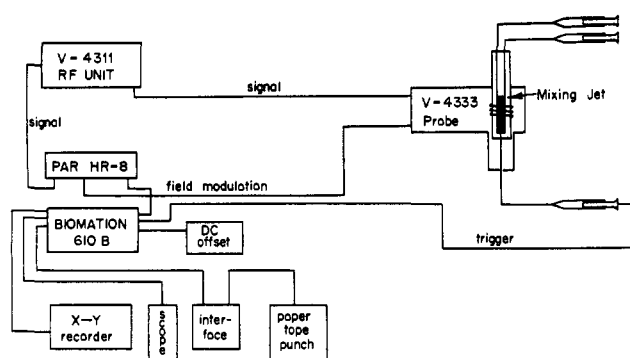 V-4311
RF UNIT
signal
V-4333
Probe
Mixing Jet
signal
PAR HR-8
field modulation
BIOMATION
610 B
DC
offset
trigger
X-Y
recorder
scope
inter-
face
paper
tape
punch